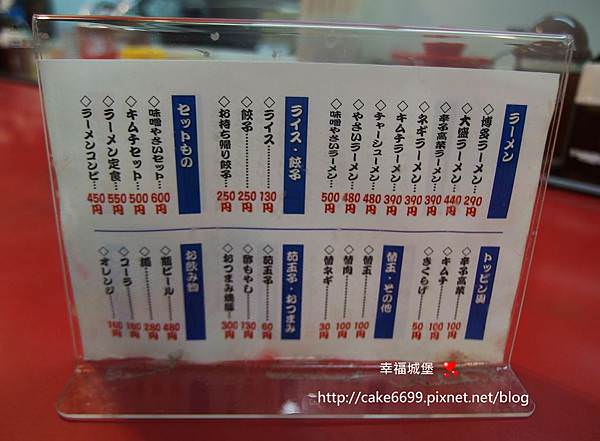 ラーメン
◇博多ラーメン…290円
◇大盛ラーメン…440円
◇辛子高菜ラーメン…390円
◇ネギラーメン…390円
◇キムチラーメン…390円
◇チャーシューメン…480円
◇やさいラーメン…480円
◇味噌やさいラーメン…500円
ライス・餃子
◇ライス…130円
◇餃子…250円
◇お持ち帰り餃子…250円
セットもの
◇味噌やさいセット…600円
◇キムチセット…500円
◇ラーメン定食…550円
◇ラーメンコンビ…450円
トッピング類
◇辛子高菜…100円
◇キムチ…100円
◇きくらげ…50円
替玉・その他
◇替玉…100円
◇替肉…100円
◇替ネギ…30円
茹玉子・おつまみ
◇茹玉子…60円
◇酢もやし…130円
◇おつまみ焼豚…300円
お飲み物
◇瓶ビール…480円
◇コーラ…160円
◇オレンジ…160円
幸福城堡
http://cake6699.pixnet.net/blog